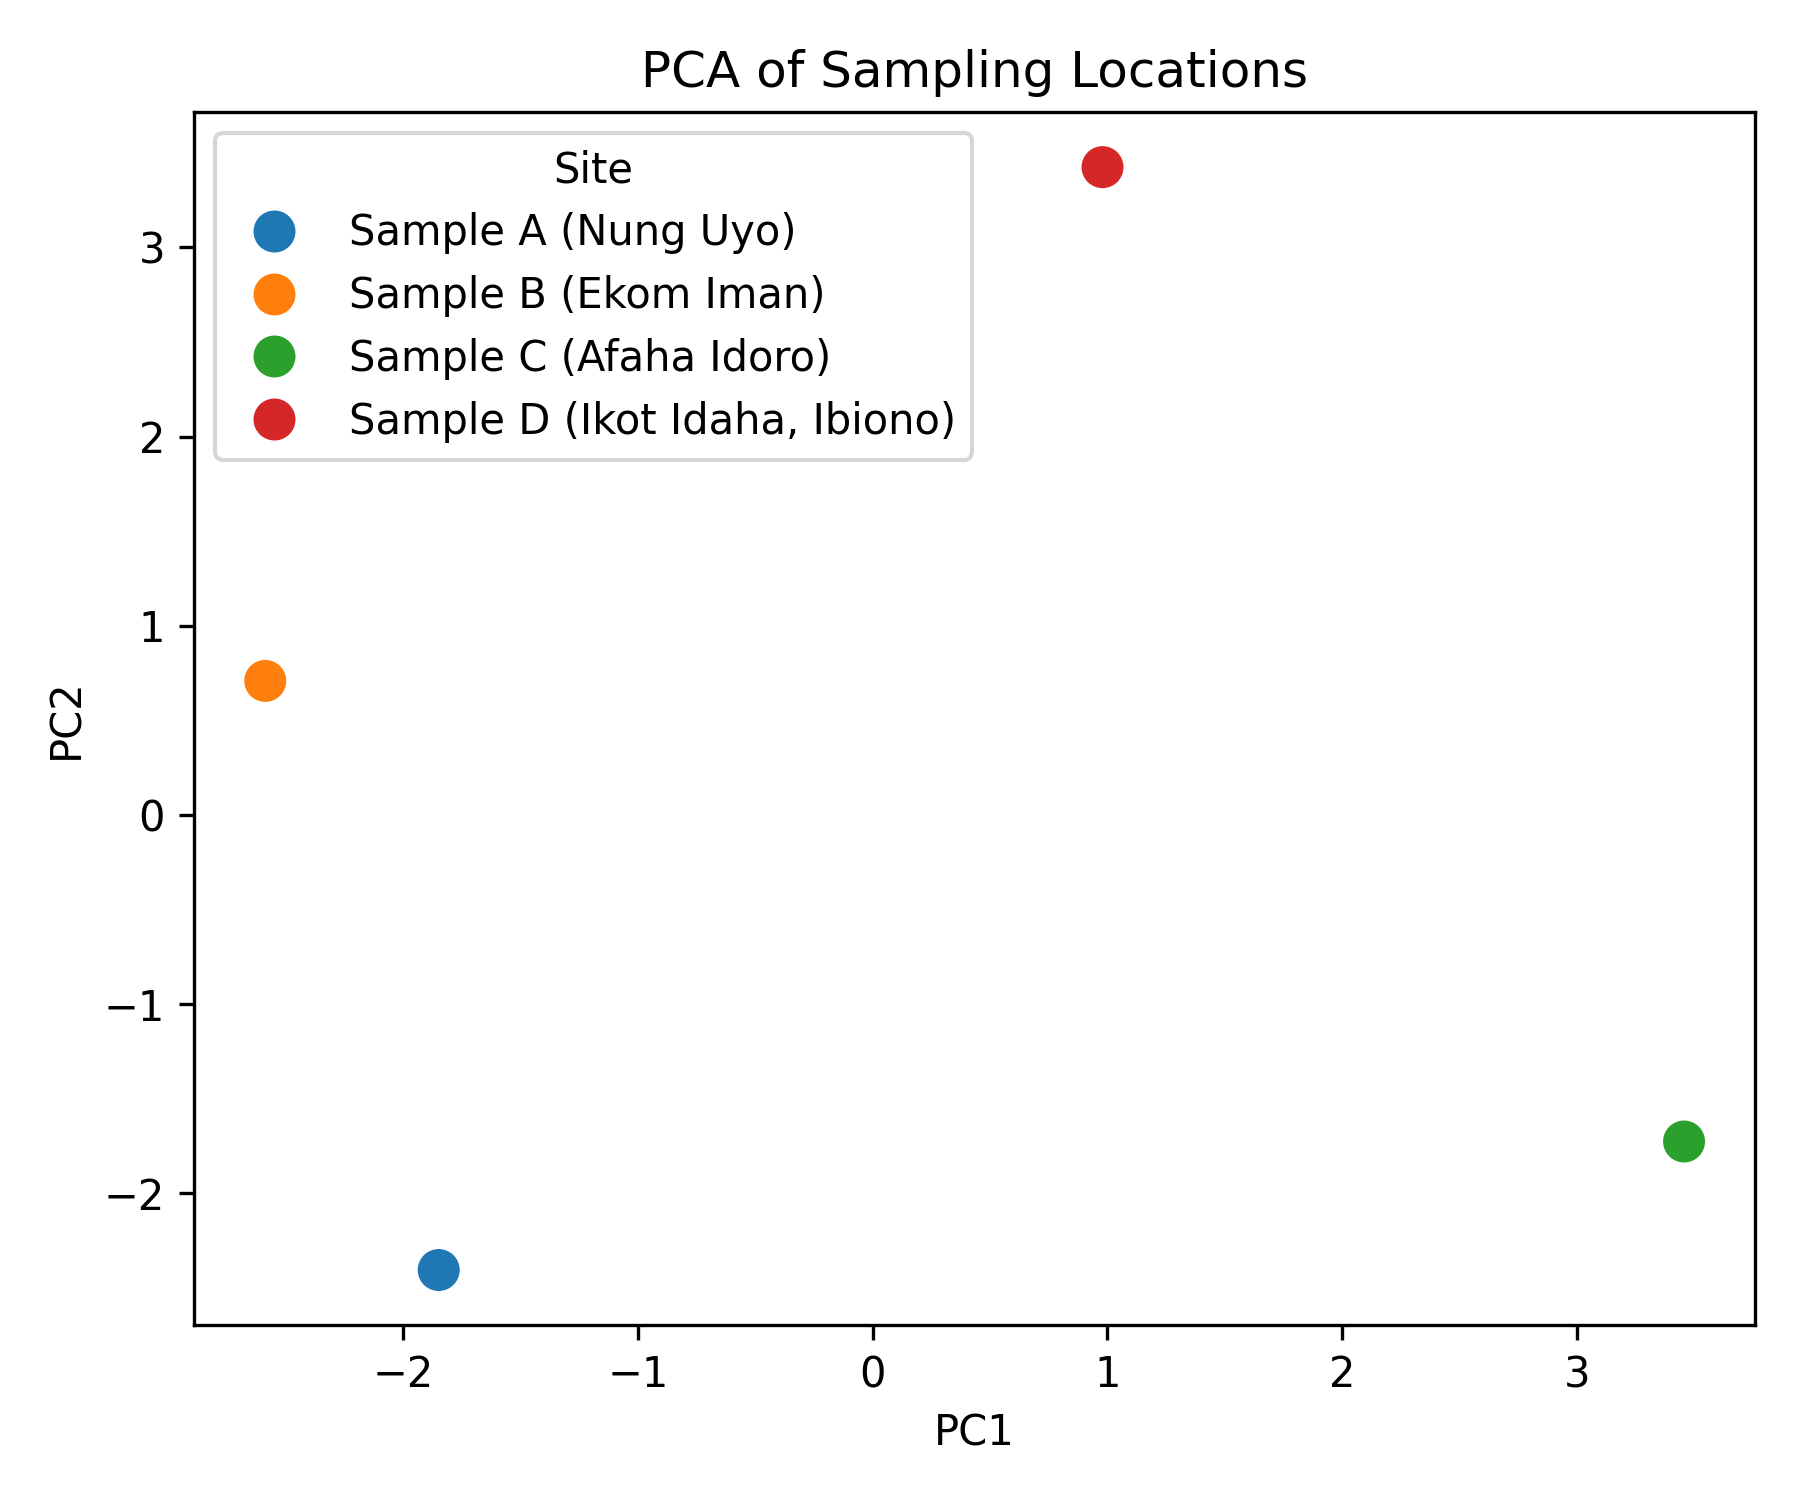 PCA of Sampling Locations
Site
Sample A (Nung Uyo)
Sample B (Ekom Iman)
Sample C (Afaha Idoro)
Sample D (Ikot Idaha, Ibiono)
3
2
1
0
−1
−2
PC2
−2 −1 0 1 2 3
PC1